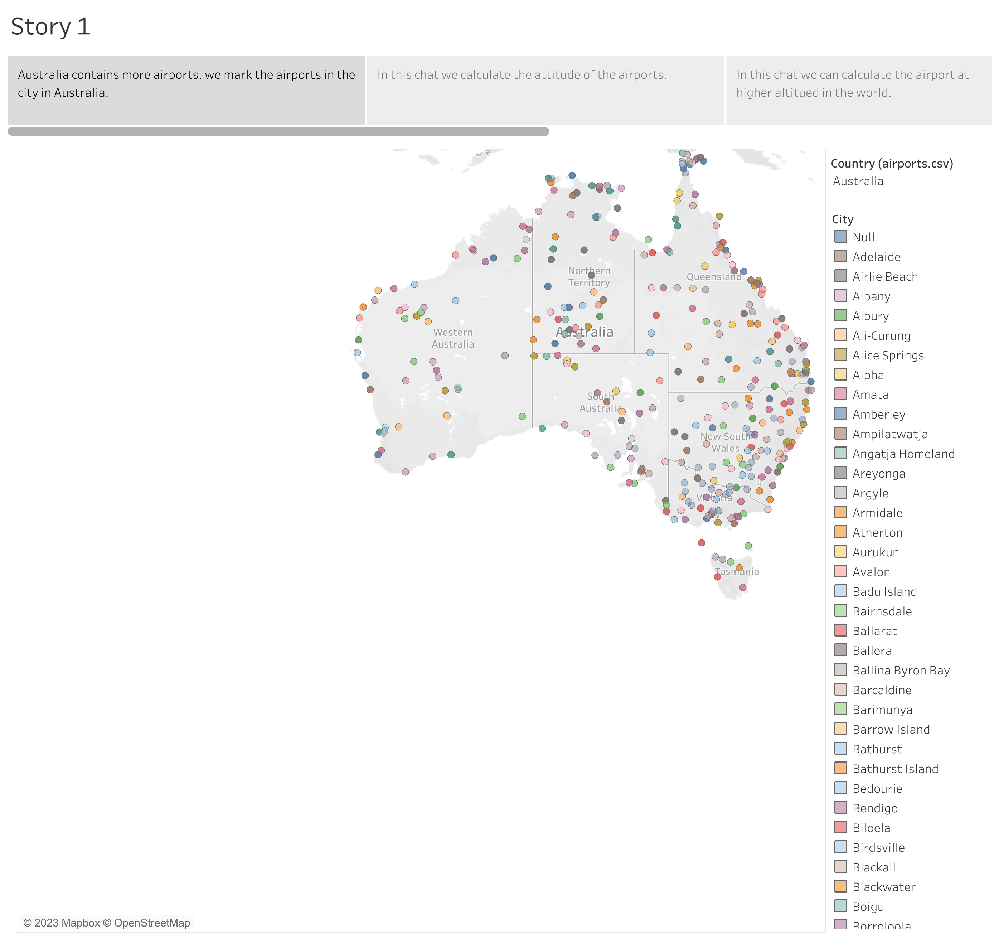 Story 1
Australia contains more airports. we mark the airports in the
city in Australia.
In this chat we calculate the attitude of the airports.
In this chat we can calculate the airport at
higher altitued in the world.
Northern
Territory
Queensland
Western
Australia
Australia
South
Australia
New South
Wales
Victoria
Tasmania
© 2023 Mapbox © OpenStreetMap
Country (airports.csv)
Australia
City
Null
Adelaide
Airlie Beach
Albany
Albury
Ali-Curung
Alice Springs
Alpha
Amata
Amberley
Ampilatwatja
Angatja Homeland
Areyonga
Argyle
Armidale
Atherton
Aurukun
Avalon
Badu Island
Bairnsdale
Ballarat
Ballera
Ballina Byron Bay
Barcaldine
Barimunya
Barrow Island
Bathurst
Bathurst Island
Bedourie
Bendigo
Biloela
Birdsville
Blackall
Blackwater
Boigu
Borroloola